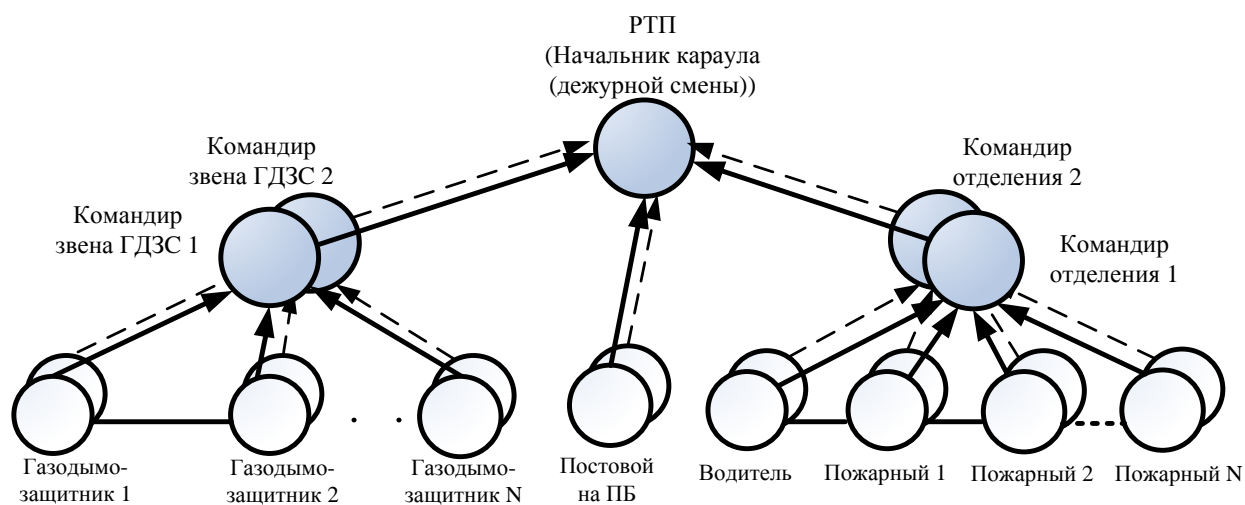 РТП
(Начальник караула
(дежурной смены))
Командир
звена ГДЗС 2
Командир
звена ГДЗС 1
Командир
отделения 2
Командир
отделения 1
Газодымо-
защитник 1
Газодымо-
защитник 2
Газодымо-
защитник N
Постовой
на ПБ
Водитель
Пожарный 1
Пожарный 2
Пожарный N